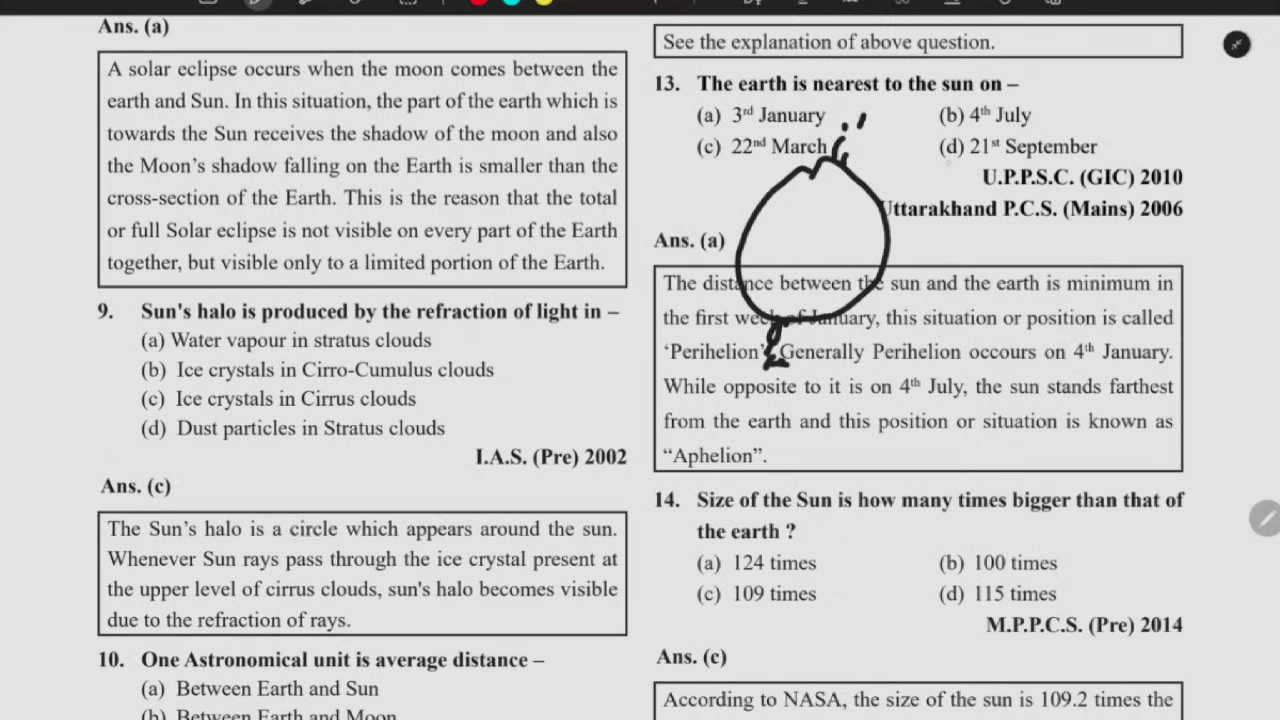 Ans. (a)
A solar eclipse occurs when the moon comes between the
earth and Sun. In this situation, the part of the earth which is
towards the Sun receives the shadow of the moon and also
the Moon’s shadow falling on the Earth is smaller than the
cross-section of the Earth. This is the reason that the total
or full Solar eclipse is not visible on every part of the Earth
together, but visible only to a limited portion of the Earth.
9. Sun's halo is produced by the refraction of light in –
(a) Water vapour in stratus clouds
(b) Ice crystals in Cirro-Cumulus clouds
(c) Ice crystals in Cirrus clouds
(d) Dust particles in Stratus clouds
I.A.S. (Pre) 2002
Ans. (c)
The Sun’s halo is a circle which appears around the sun.
Whenever Sun rays pass through the ice crystal present at
the upper level of cirrus clouds, sun's halo becomes visible
due to the refraction of rays.
10. One Astronomical unit is average distance –
(a) Between Earth and Sun
(b) Between Earth and Moon
See the explanation of above question.
13. The earth is nearest to the sun on –
(a) 3rd January (b) 4th July
(c) 22nd March (d) 21st September
U.P.P.S.C. (GIC) 2010
Uttarakhand P.C.S. (Mains) 2006
Ans. (a)
The distance between the sun and the earth is minimum in
the first week of January, this situation or position is called
‘Perihelion’. Generally Perihelion occours on 4th January.
While opposite to it is on 4th July, the sun stands farthest
from the earth and this position or situation is known as
“Aphelion”.
14. Size of the Sun is how many times bigger than that of
the earth ?
(a) 124 times (b) 100 times
(c) 109 times (d) 115 times
M.P.P.C.S. (Pre) 2014
Ans. (c)
According to NASA, the size of the sun is 109.2 times the